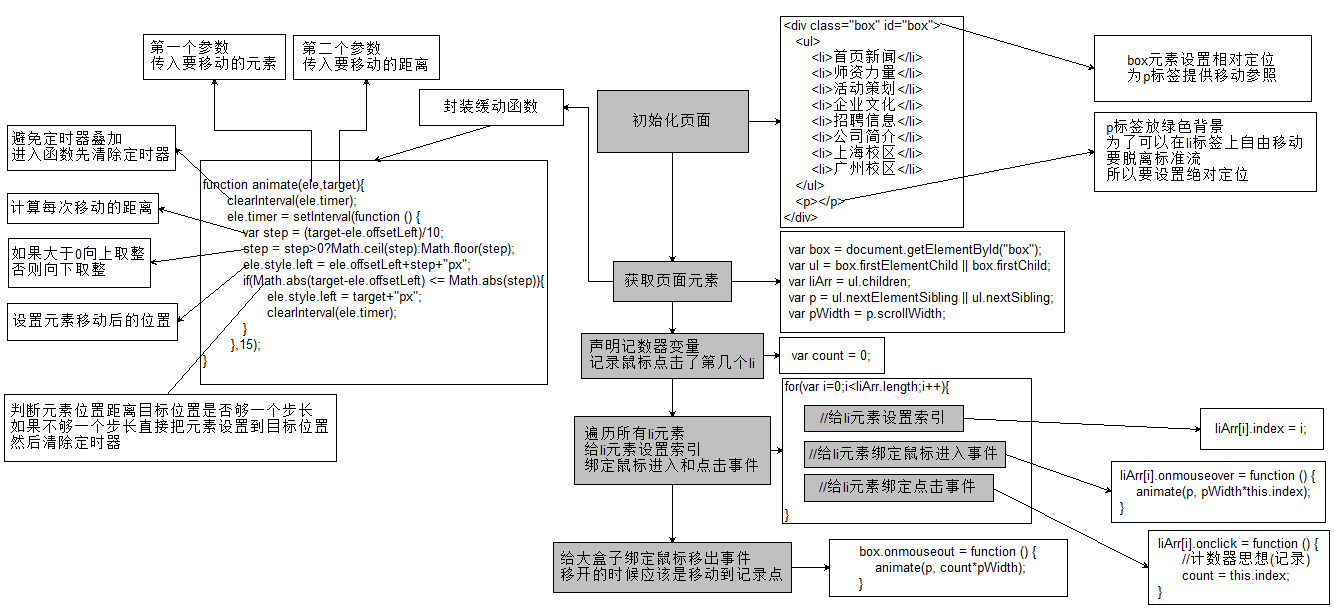 第一个参数
传入要移动的元素
第二个参数
传入要移动的距离
封装缓动函数
避免定时器叠加
进入函数先清除定时器
计算每次移动的距离
如果大于0向上取整
否则向下取整
设置元素移动后的位置
判断元素位置距离目标位置是否够一个步长
如果不够一个步长直接把元素设置到目标位置
然后清除定时器
function animate(ele,target){
clearInterval(ele.timer);
ele.timer = setInterval(function () {
var step = (target-ele.offsetLeft)/10;
step = step>0?Math.ceil(step):Math.floor(step);
ele.style.left = ele.offsetLeft+step+"px";
if(Math.abs(target-ele.offsetLeft) <= Math.abs(step)){
ele.style.left = target+"px";
clearInterval(ele.timer);
}
},15);
}
初始化页面
<div class="box" id="box">
<ul>
<li>首页新闻</li>
<li>师资力量</li>
<li>活动策划</li>
<li>企业文化</li>
<li>招聘信息</li>
<li>公司简介</li>
<li>上海校区</li>
<li>广州校区</li>
</ul>
<p></p>
</div>
box元素设置相对定位
为p标签提供移动参照
p标签放绿色背景
为了可以在li标签上自由移动
要脱离标准流
所以要设置绝对定位
获取页面元素
var box = document.getElementById("box");
var ul = box.firstElementChild || box.firstChild;
var liArr = ul.children;
var p = ul.nextElementSibling || ul.nextSibling;
var pWidth = p.scrollWidth;
声明记数器变量
记录鼠标点击了第几个li
var count = 0;
遍历所有li元素
给li元素设置索引
绑定鼠标进入和点击事件
for(var i=0;i<liArr.length;i++){
//给li元素设置索引
//给li元素绑定鼠标进入事件
//给li元素绑定点击事件
}
liArr[i].index = i;
liArr[i].onmouseover = function () {
animate(p, pWidth*this.index);
}
liArr[i].onclick = function () {
//计数器思想(记录)
count = this.index;
}
给大盒子绑定鼠标移出事件
移开的时候应该是移动到记录点
box.onmouseout = function () {
animate(p, count*pWidth);
}